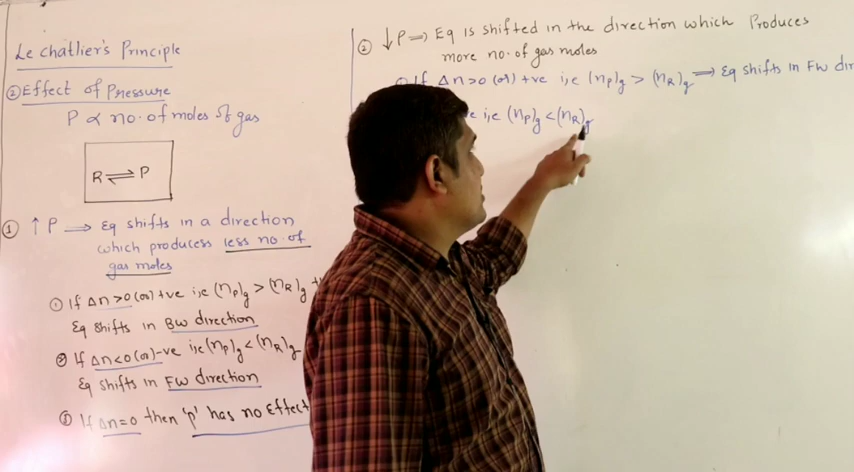 Le chatlier's Principle
②Effect of Pressure
P ∝ no. of moles of gas
R ⇌ P
① ↑ P ⟹ Eq shifts in a direction
which producess less no. of
gas moles
① If Δn>0 (or) +ve i,e (nP)g > (nR)g
Eq shifts in BW direction
② If Δn<0 (or) -ve i,e (nP)g < (nR)g
Eq shifts in FW direction
③ If Δn=0 then 'p' has no Effect
② ↓P ⟹ Eq is shifted in the direction which Produces
more no. of gas moles
① If Δn>0 (or) +ve i,e (nP)g > (nR)g ⟹ Eq shifts in FW dir
i,e (nP)g < (nR)g